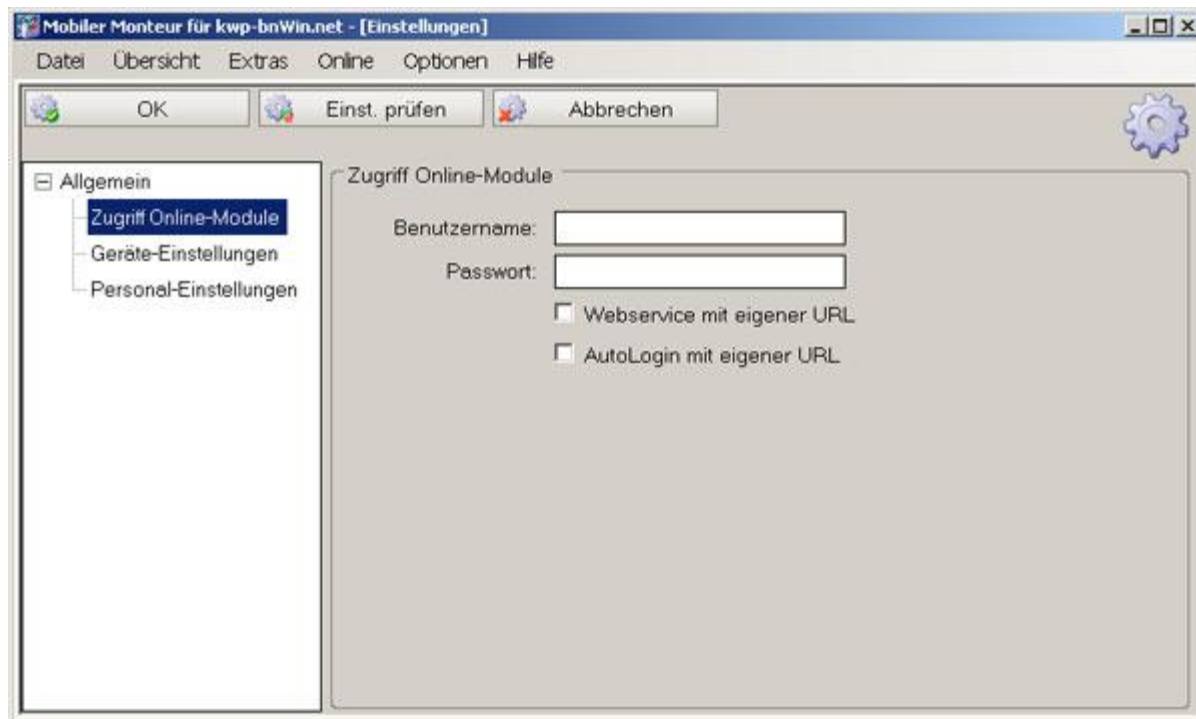 Mobiler Monteur für kwp-bnWin.net - [Einstellungen]
Datei Übersicht Extras Online Optionen Hilfe
OK Einst. prüfen Abbrechen
Allgemein
Zugriff Online-Module
Geräte-Einstellungen
Personal-Einstellungen
Zugriff Online-Module
Benutzername:
Passwort:
Webservice mit eigener URL
AutoLogin mit eigener URL